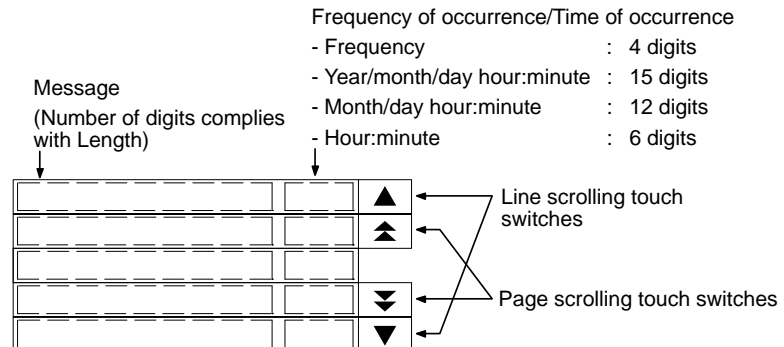 Frequency of occurrence/Time of occurrence
- Frequency : 4 digits
- Year/month/day hour:minute : 15 digits
- Month/day hour:minute : 12 digits
- Hour:minute : 6 digits
Message
(Number of digits complies
with Length)
Line scrolling touch
switches
Page scrolling touch switches